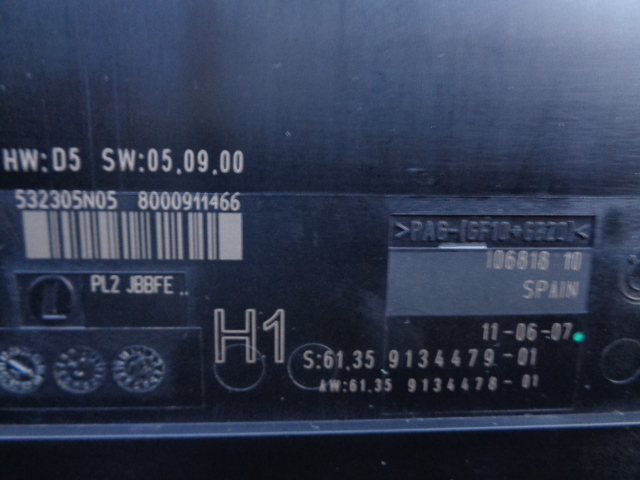 HW:D5 SW:05.09.00
532305N05 8000911466
PL2 JBBFE ..
H1
>PA6-(GF10+GB20)<
106818 10
SPAIN
11-06-07
S:61.35 9134479-01
AW:61.35 9134478-01